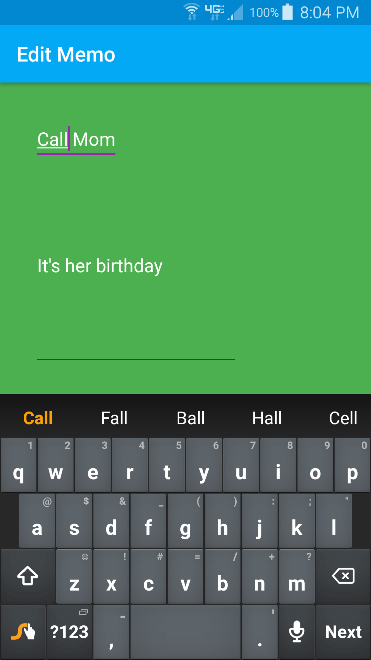 4G 100% 8:04 PM
Edit Memo
Call Mom
It's her birthday
Call Fall Ball Hall Cell
1 2 3 4 5 6 7 8 9 0
q w e r t y u i o p
@ $ & _ ( ) : ; "
a s d f g h j k l
! # = / + ?
z x c v b n m
?123 , _ . ' Next